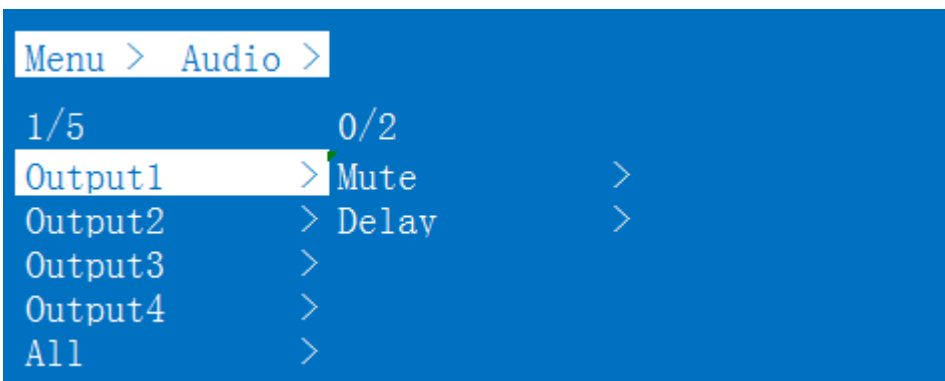 Menu > Audio >
1/5 0/2
Output1 > Mute >
Output2 > Delay >
Output3 >
Output4 >
All >